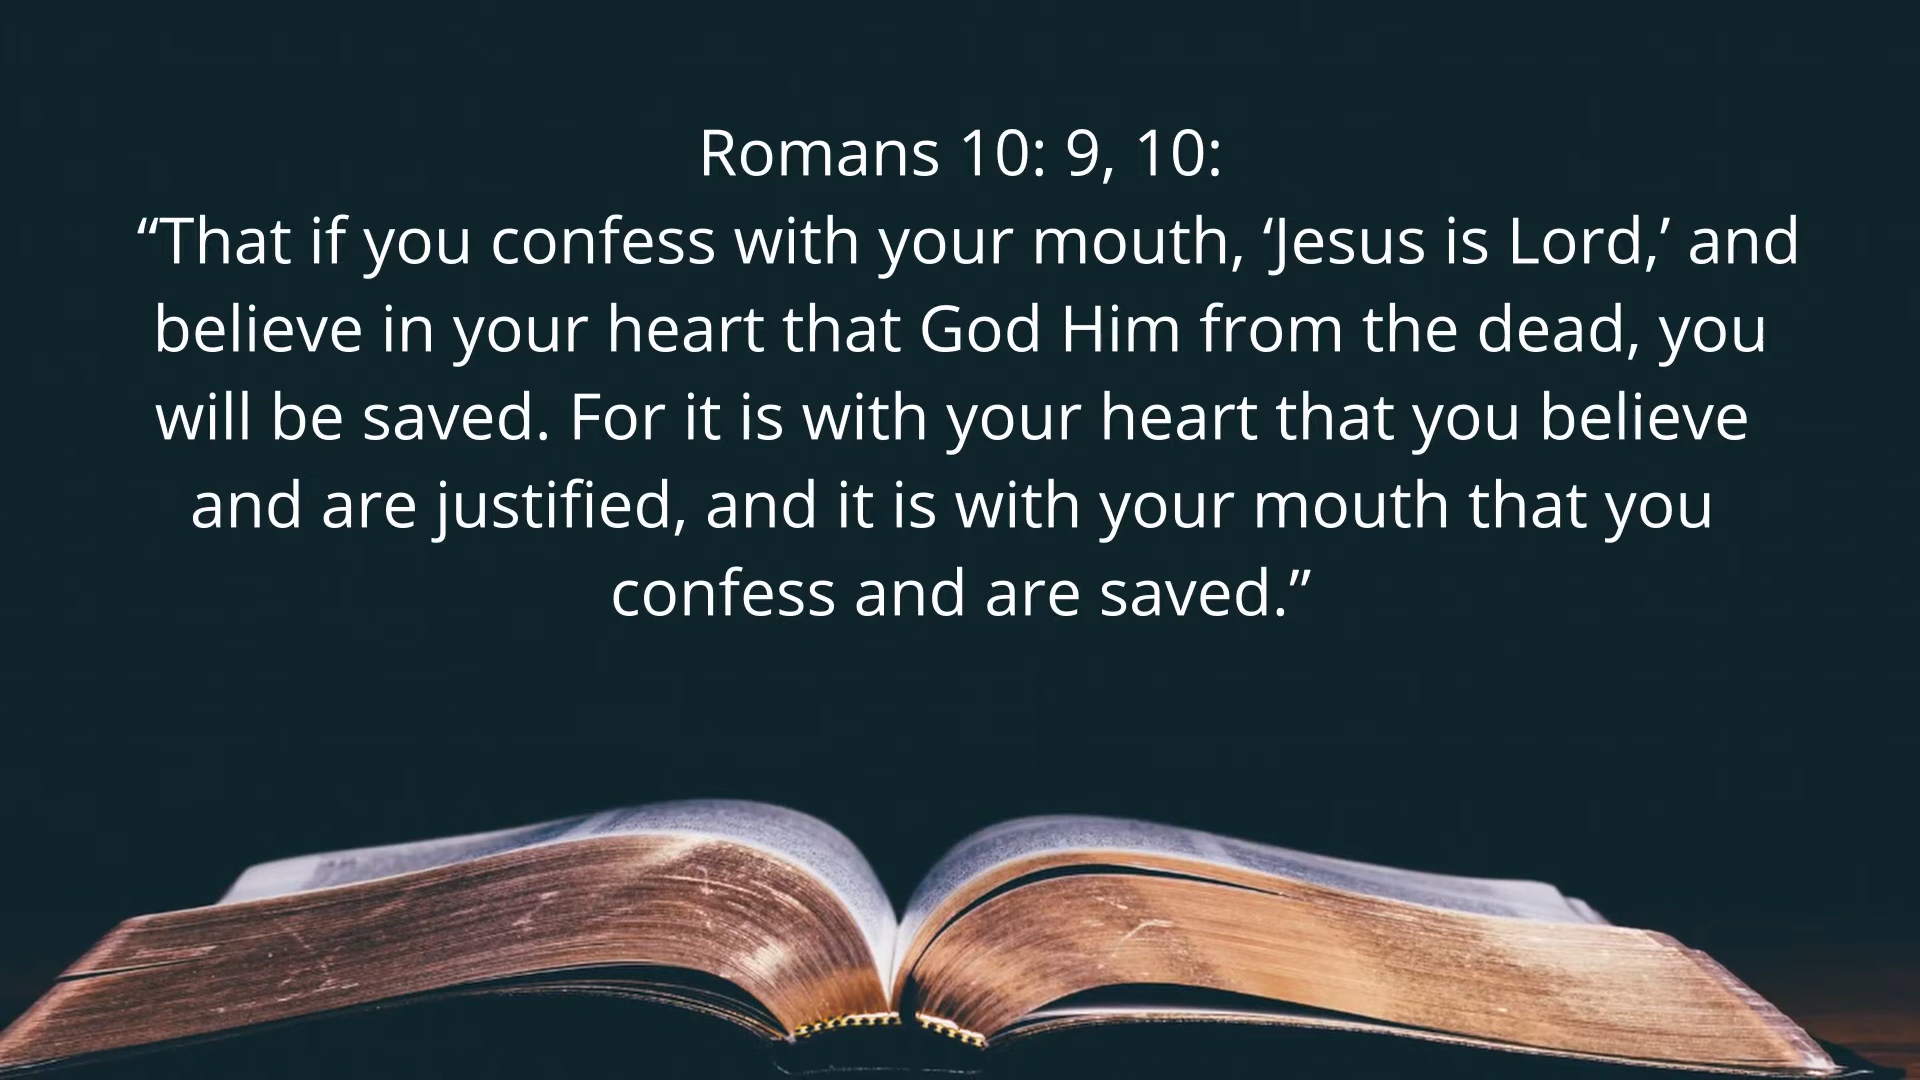 Romans 10: 9, 10:
“That if you confess with your mouth, ‘Jesus is Lord,’ and
believe in your heart that God Him from the dead, you
will be saved. For it is with your heart that you believe
and are justified, and it is with your mouth that you
confess and are saved.”